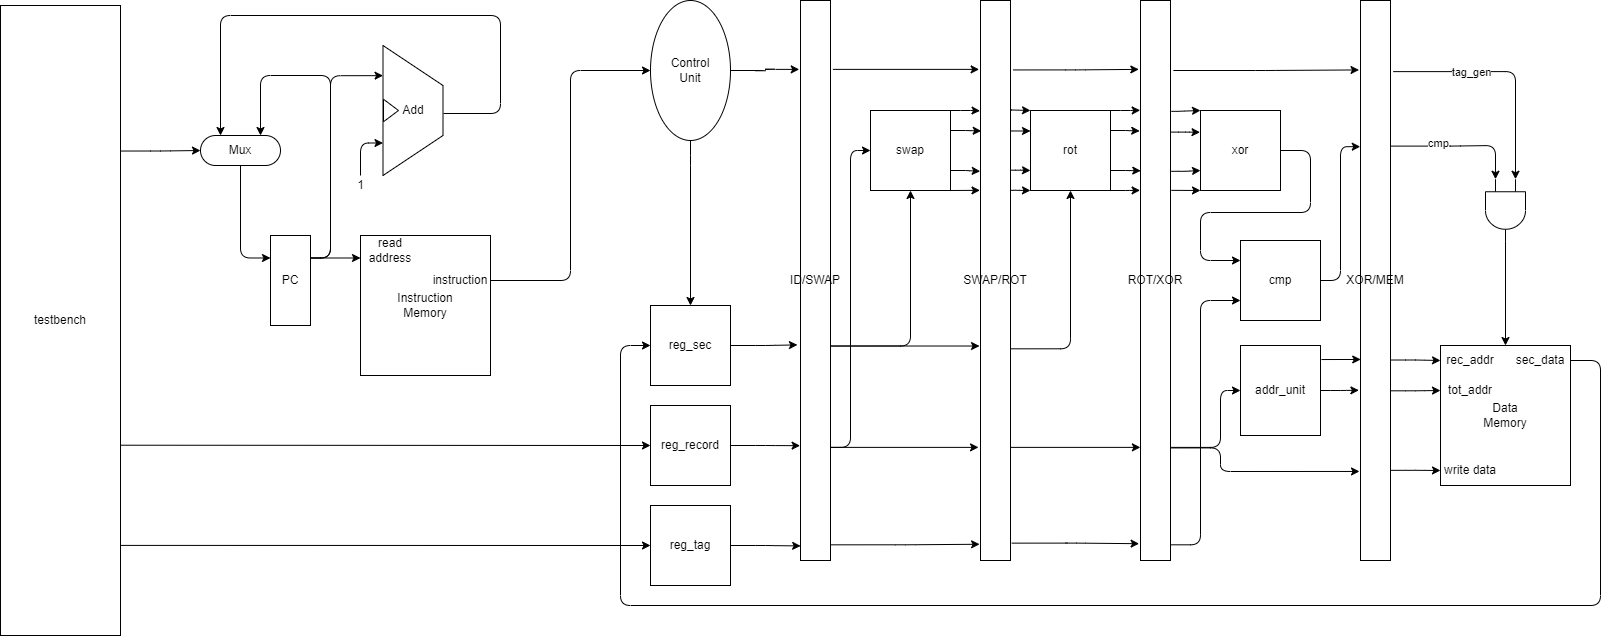 testbench
Mux
Add
1
PC
read
address
instruction
Instruction
Memory
Control
Unit
reg_sec
reg_record
reg_tag
ID/SWAP
swap
SWAP/ROT
rot
ROT/XOR
xor
cmp
addr_unit
XOR/MEM
tag_gen
cmp
rec_addr
sec_data
tot_addr
Data
Memory
write data